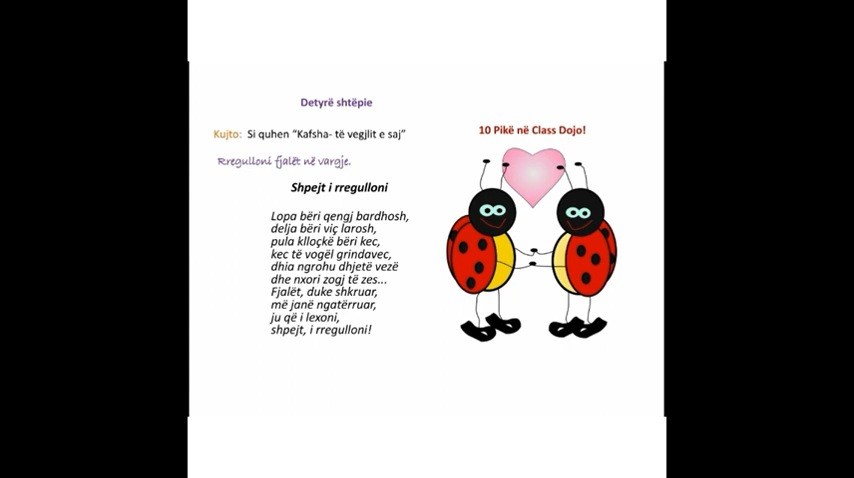 Detyrë shtëpie
Kujto: Si quhen “Kafsha- të vegjlit e saj”
Rregulloni fjalët në vargje.
Shpejt i rregulloni
Lopa bëri qengj bardhosh,
delja bëri viç larosh,
pula klloçkë bëri kec,
kec të vogël grindavec,
dhia ngrohu dhjetë vezë
dhe nxori zogj të zes...
Fjalët, duke shkruar,
më janë ngatërruar,
ju që i lexoni,
shpejt, i rregulloni!
10 Pikë në Class Dojo!